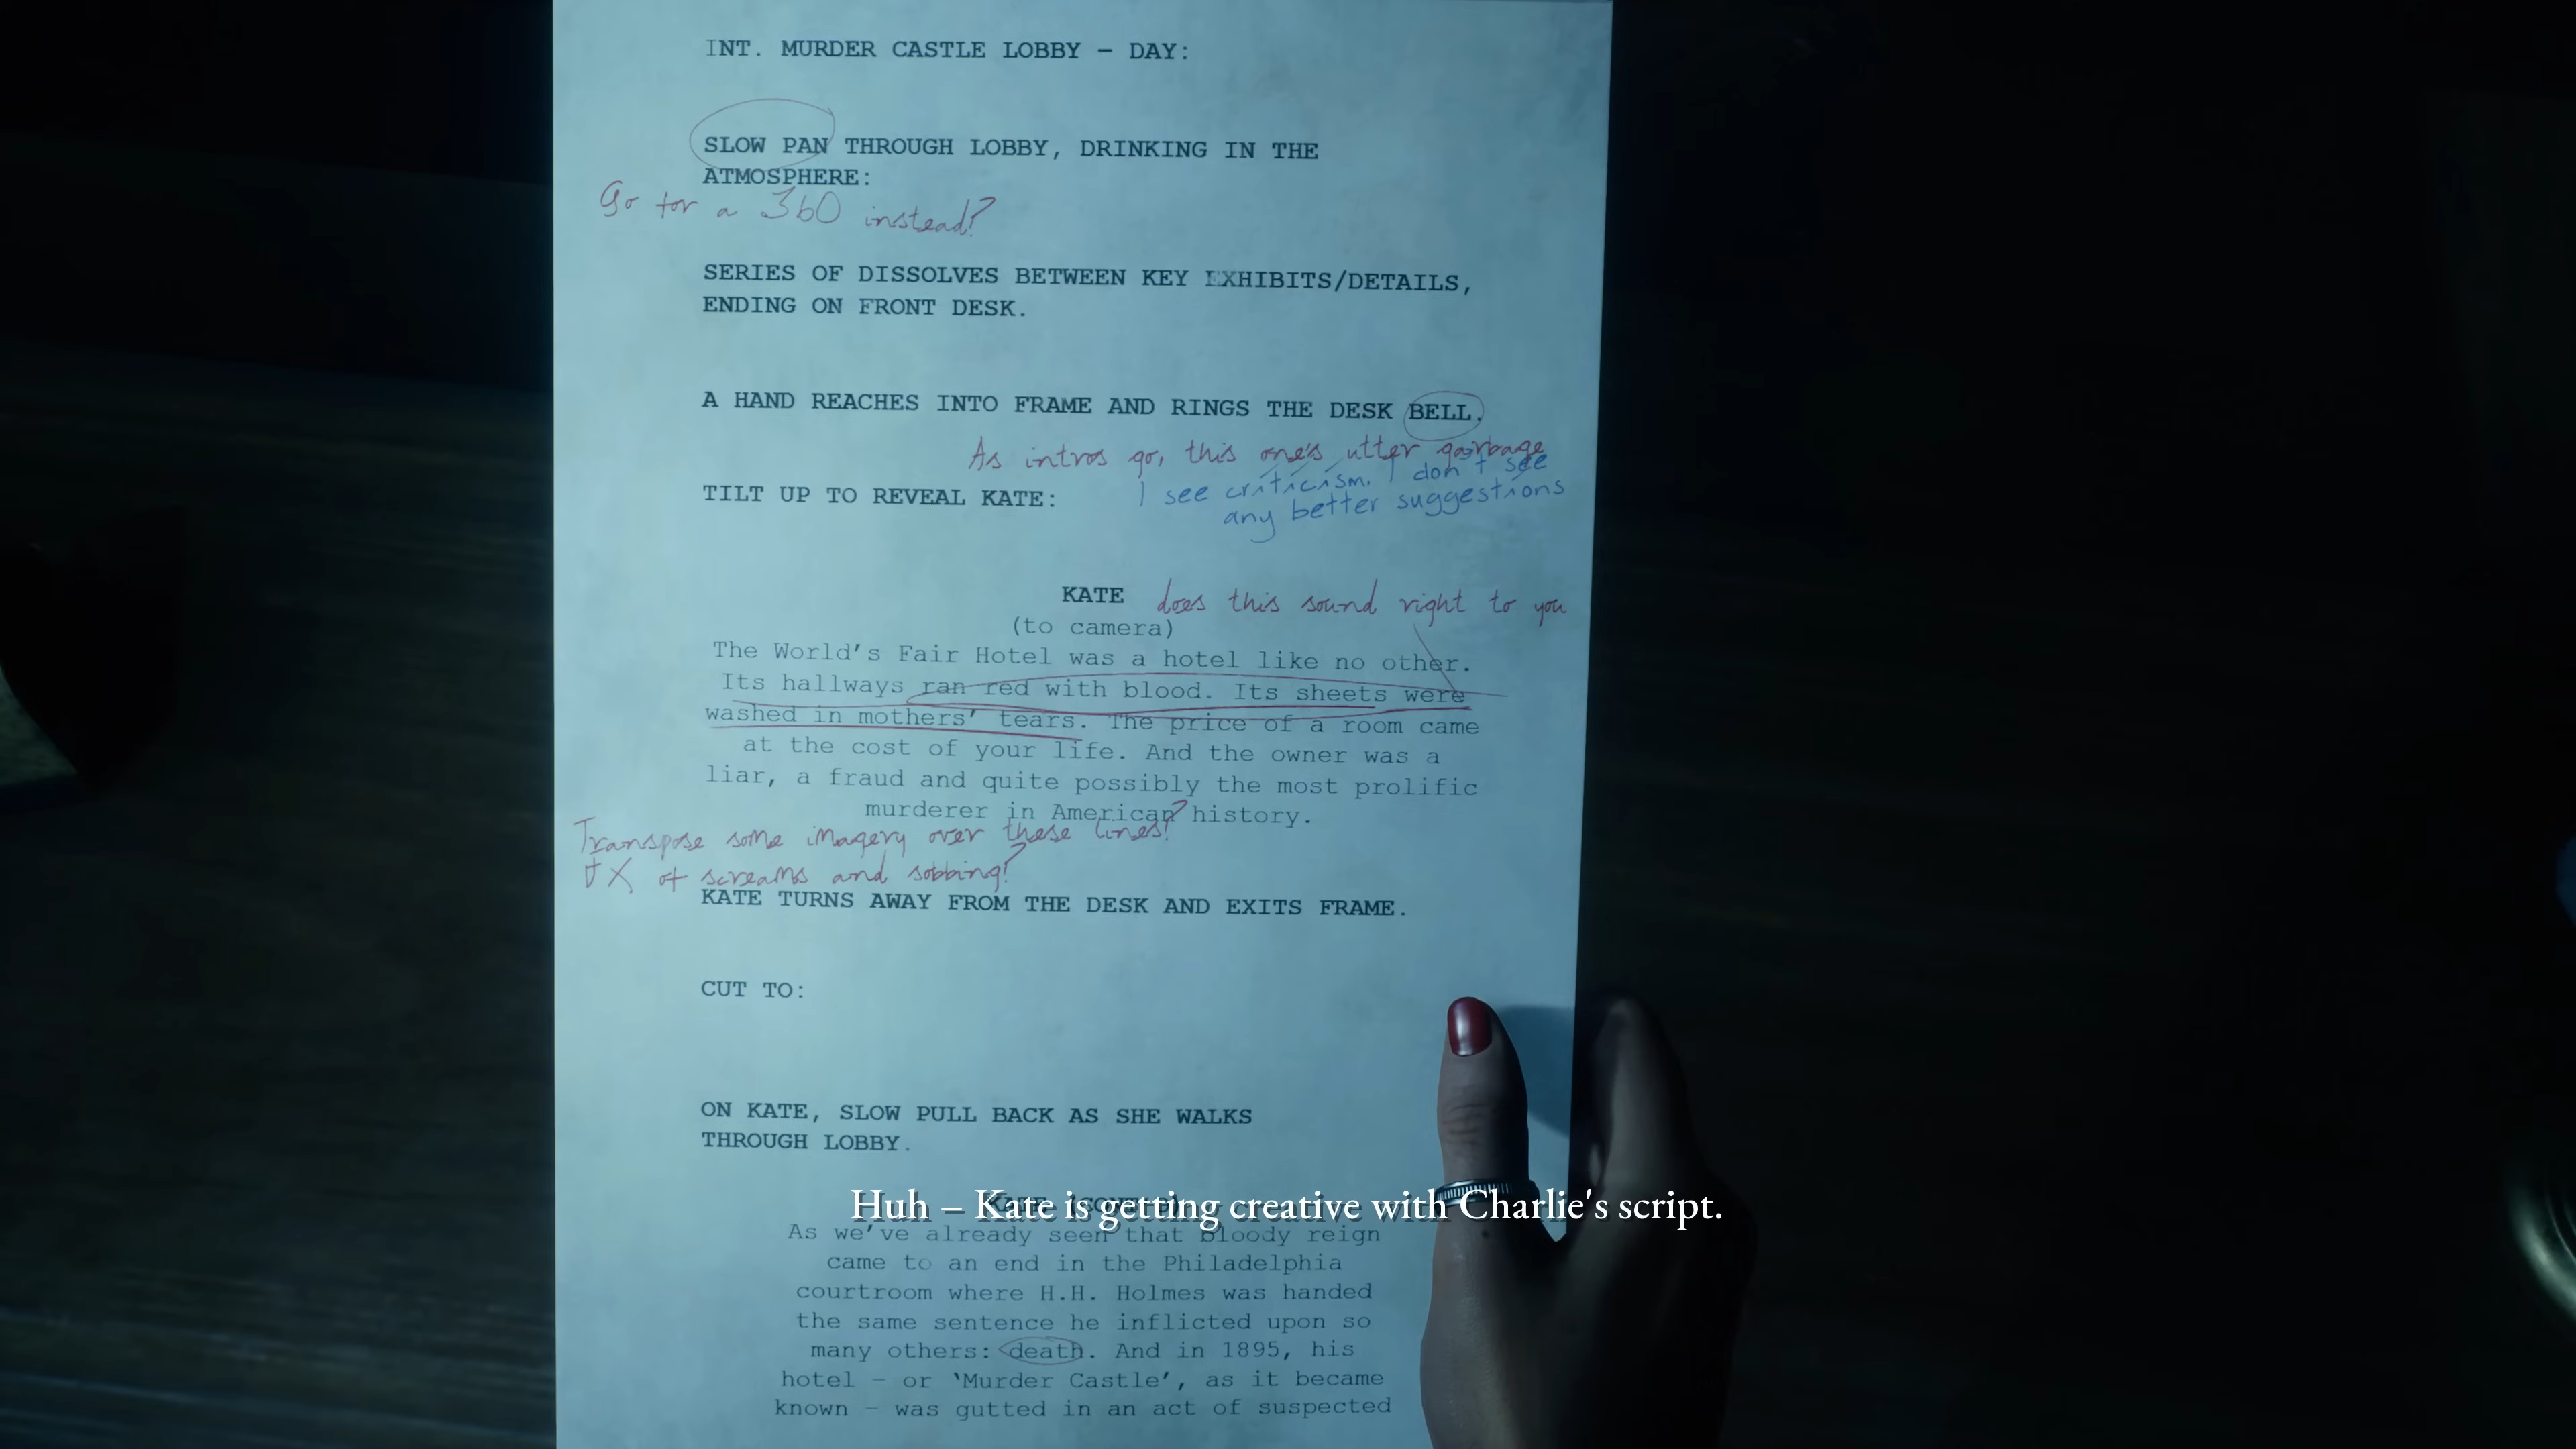 INT. MURDER CASTLE LOBBY – DAY:
SLOW PAN THROUGH LOBBY, DRINKING IN THE
ATMOSPHERE:
Go for a 360 instead?
SERIES OF DISSOLVES BETWEEN KEY EXHIBITS/DETAILS,
ENDING ON FRONT DESK.
A HAND REACHES INTO FRAME AND RINGS THE DESK BELL.
As intros go, this one's utter garbage
I see criticism. I don't see
any better suggestions
TILT UP TO REVEAL KATE:
KATE
does this sound right to you
(to camera)
The World's Fair Hotel was a hotel like no other.
Its hallways ran red with blood. Its sheets were
washed in mothers' tears. The price of a room came
at the cost of your life. And the owner was a
liar, a fraud and quite possibly the most prolific
murderer in American history.
Transpose some imagery over these lines?
FX of screams and sobbing?
KATE TURNS AWAY FROM THE DESK AND EXITS FRAME.
CUT TO:
ON KATE, SLOW PULL BACK AS SHE WALKS
THROUGH LOBBY.
Huh – Kate is getting creative with Charlie's script.
As we've already seen that bloody reign
came to an end in the Philadelphia
courtroom where H.H. Holmes was handed
the same sentence he inflicted upon so
many others: death. And in 1895, his
hotel – or 'Murder Castle', as it became
known – was gutted in an act of suspected